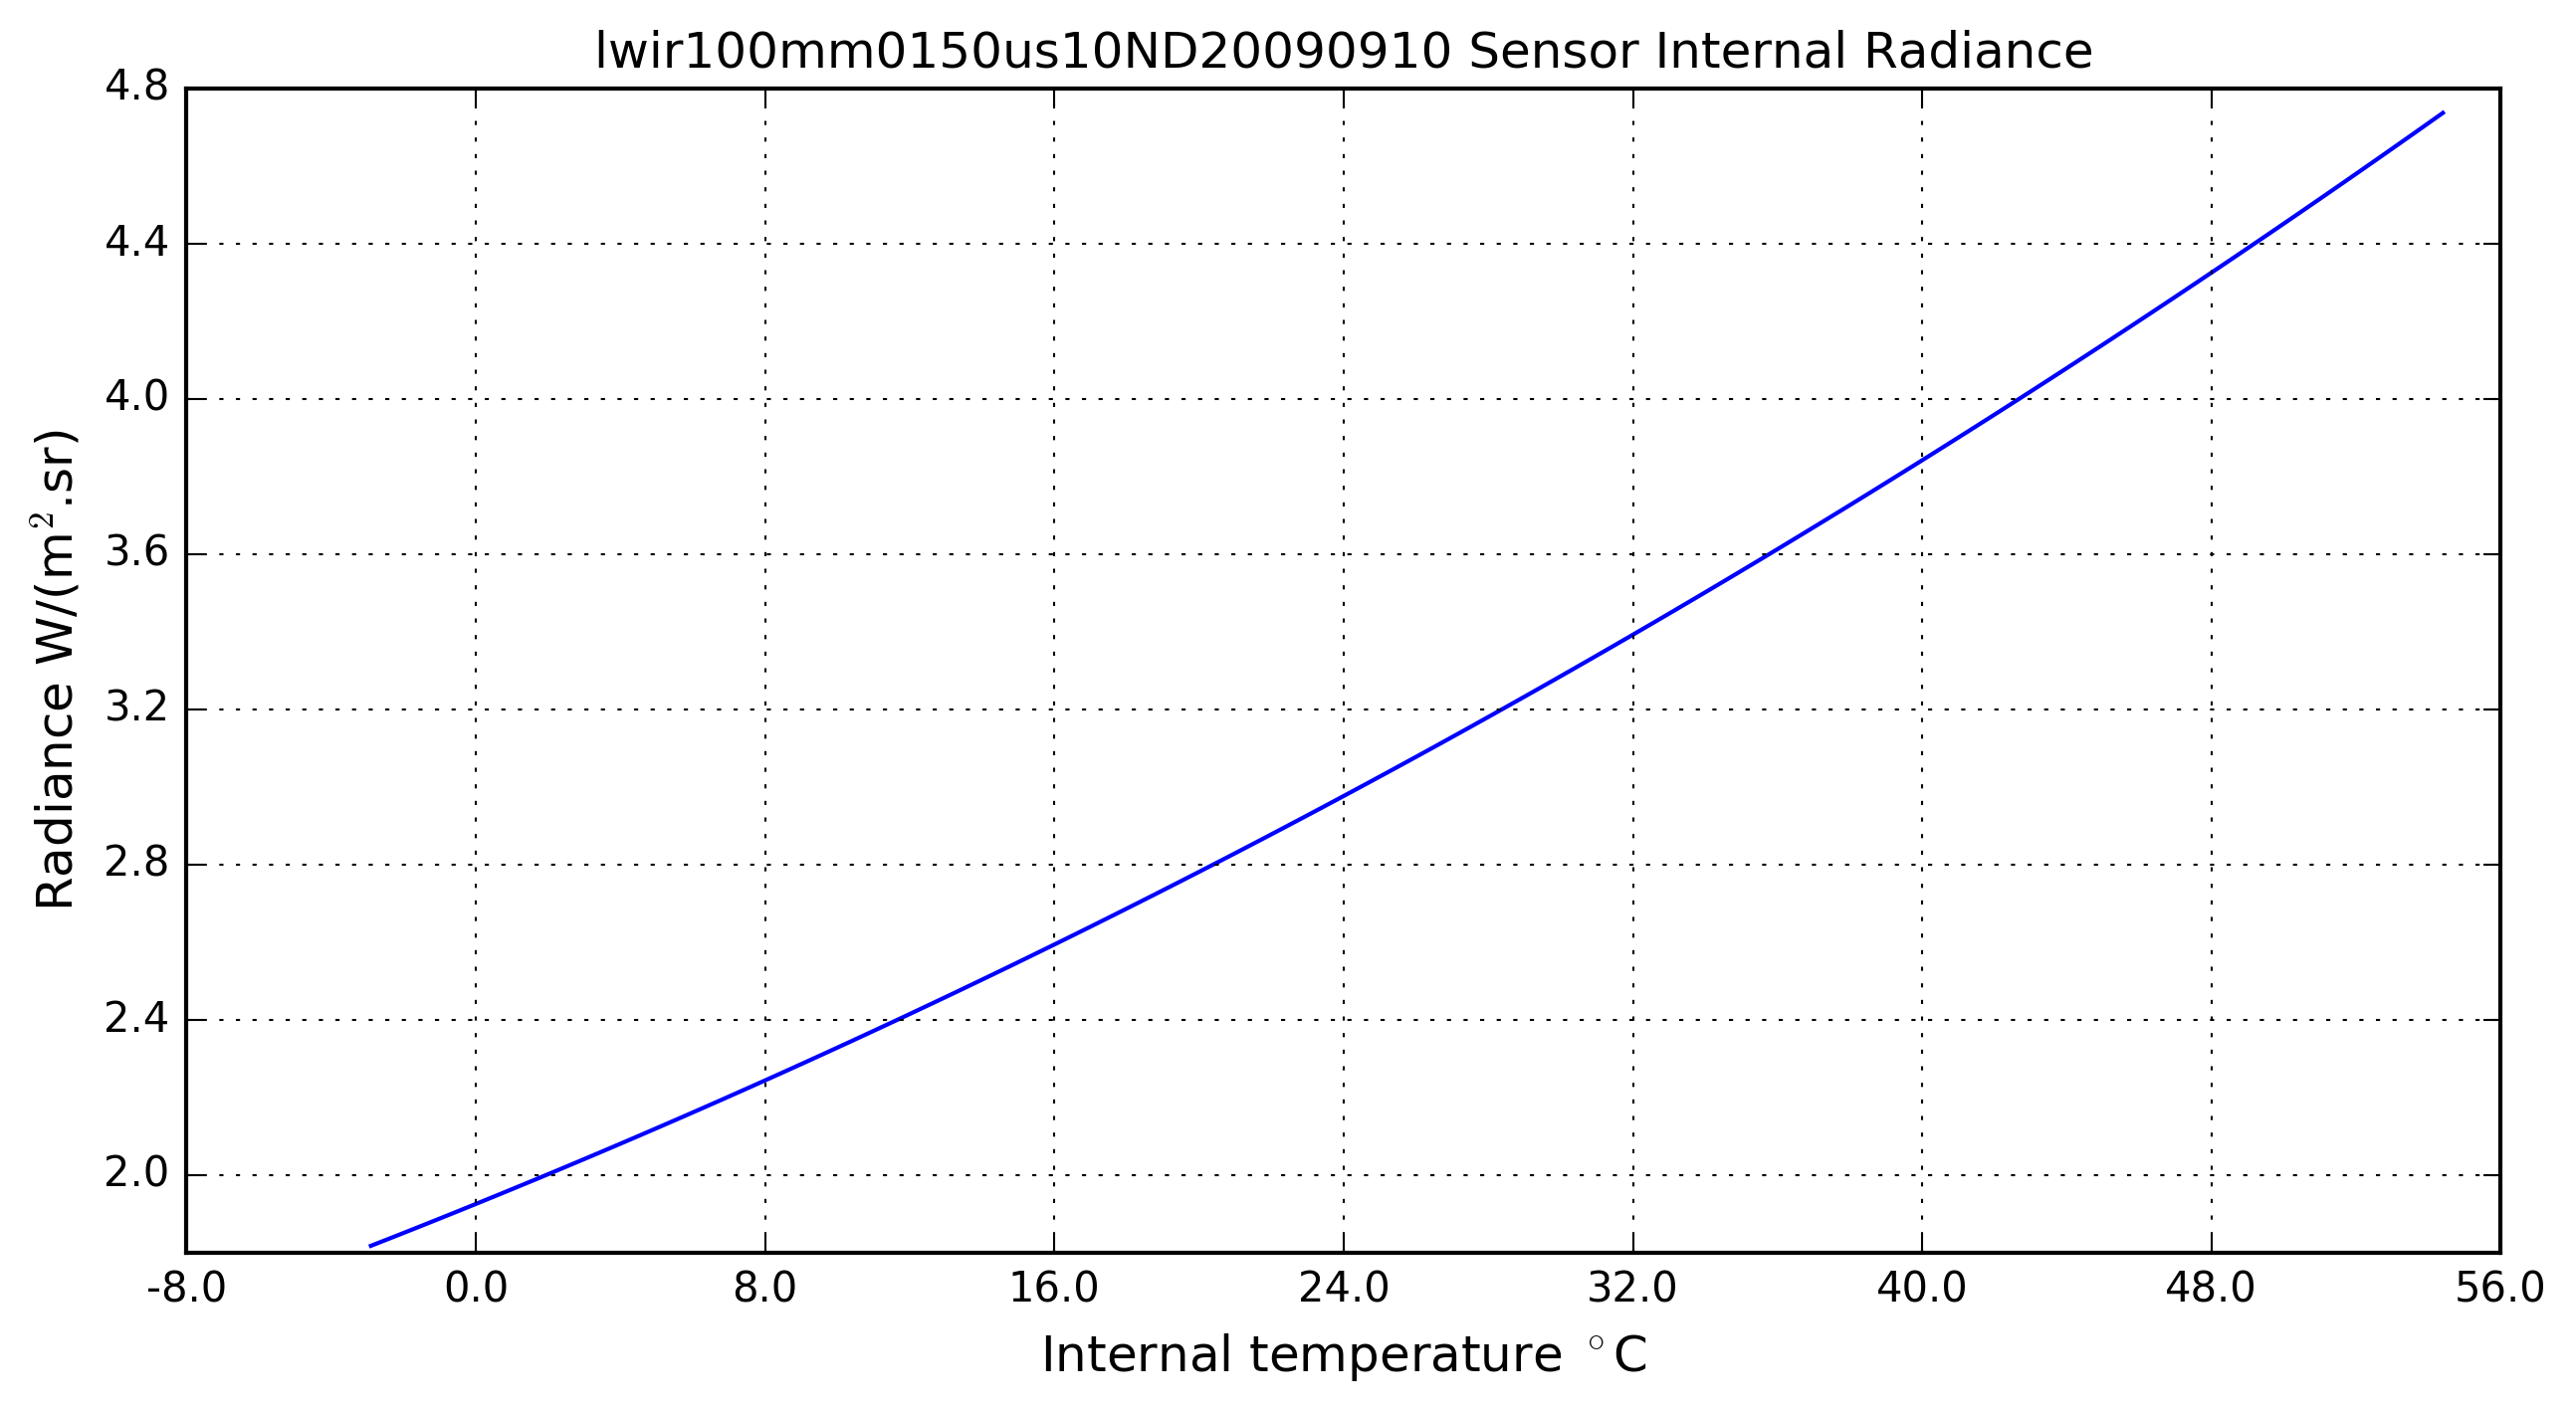 lwir100mm0150us10ND20090910 Sensor Internal Radiance
4.8
4.4
4.0
3.6
3.2
2.8
2.4
2.0
Radiance W/(m².sr)
-8.0 0.0 8.0 16.0 24.0 32.0 40.0 48.0 56.0
Internal temperature °C